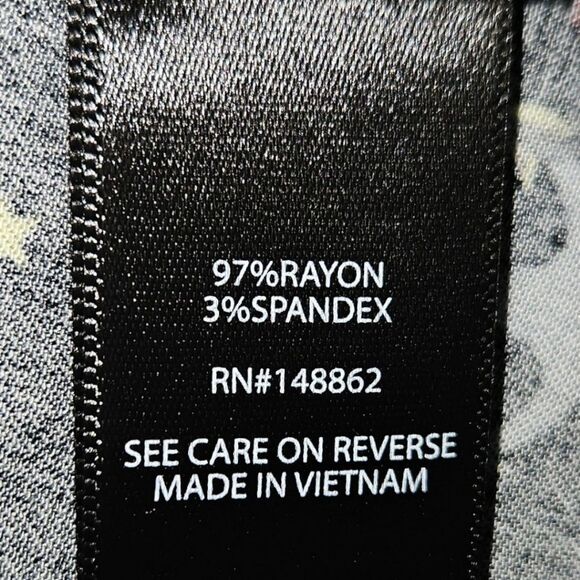 97%RAYON
3%SPANDEX
RN#148862
SEE CARE ON REVERSE
MADE IN VIETNAM